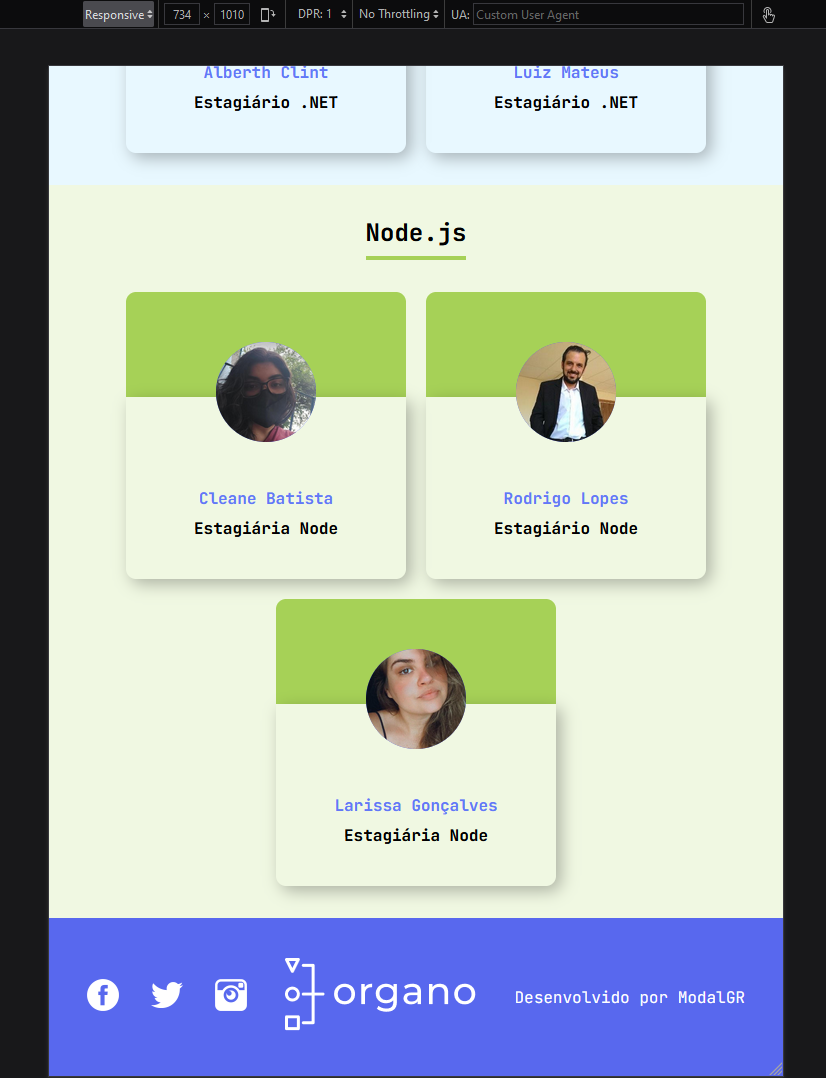 Responsive 734 × 1010 DPR: 1 No Throttling UA: Custom User Agent
Alberth Clint Luiz Mateus
Estagiário .NET Estagiário .NET
Node.js
Cleane Batista Rodrigo Lopes
Estagiária Node Estagiário Node
Larissa Gonçalves
Estagiária Node
organo Desenvolvido por ModalGR